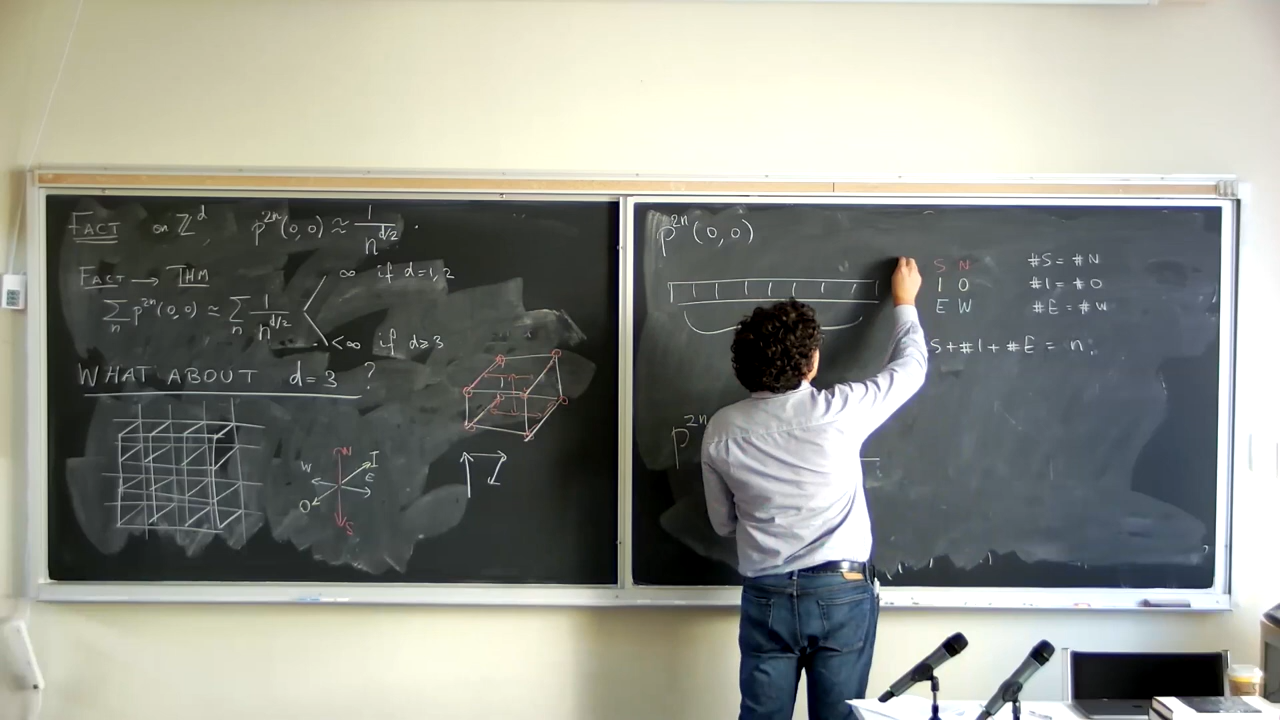 FACT on ℤ^d, p^{2n}(0,0) ≈ 1/n^{d/2}.
FACT → THM
∑_n p^{2n}(0,0) ≈ ∑_n 1/n^{d/2}
∞ if d=1,2
<∞ if d≥3
WHAT ABOUT d=3 ?
N
W
I
E
O
S
p^{2n}(0,0)
S N
I O
E W
#S = #N
#I = #O
#E = #W
S+#I+#E = n.
p^{2n}